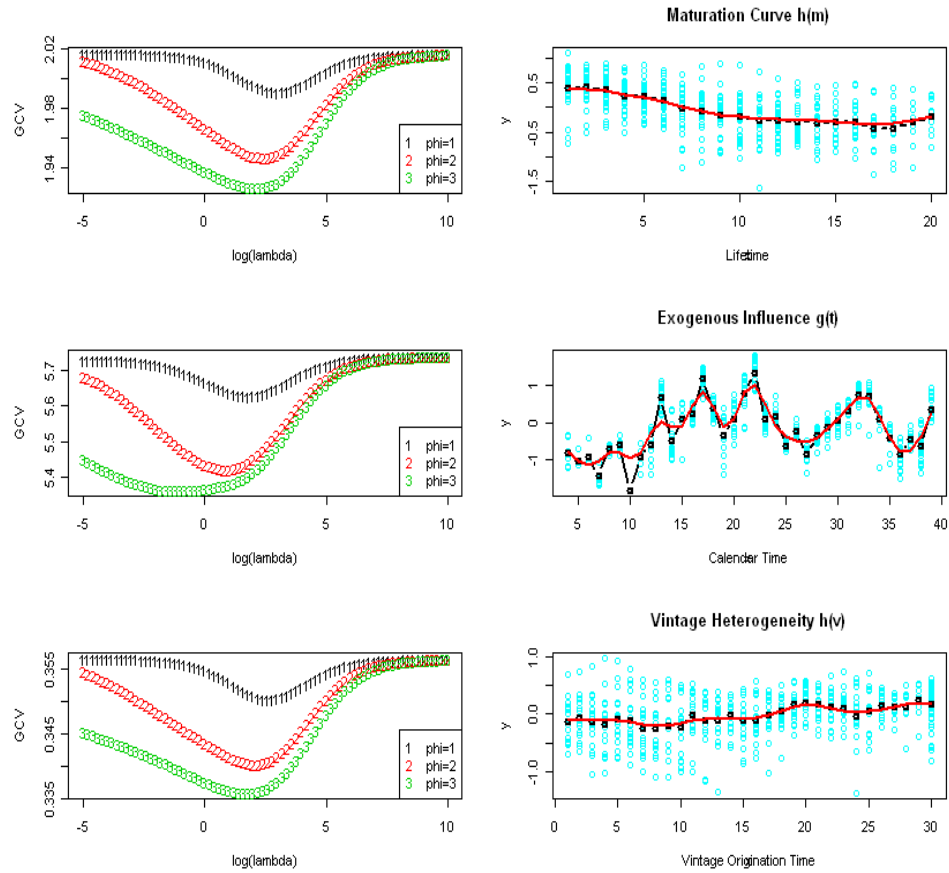 2.02
1.98
1.94
GCV
1 phi=1
2 phi=2
3 phi=3
-5 0 5 10
log(lambda)
Maturation Curve h(m)
0.5
-0.5
-1.5
y
5 10 15 20
Lifetime
5.7
5.6
5.5
5.4
GCV
1 phi=1
2 phi=2
3 phi=3
-5 0 5 10
log(lambda)
Exogenous Influence g(t)
1
0
-1
y
5 10 15 20 25 30 35 40
Calendar Time
0.355
0.345
0.335
GCV
1 phi=1
2 phi=2
3 phi=3
-5 0 5 10
log(lambda)
Vintage Heterogeneity h(v)
1.0
0.0
-1.0
y
0 5 10 15 20 25 30
Vintage Origination Time